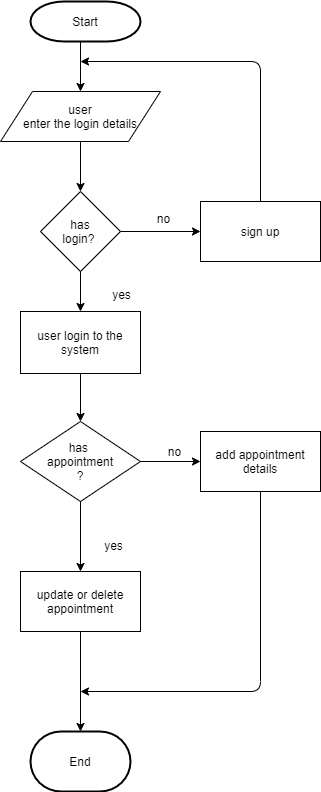 Start
user
enter the login details
has
login?
no
sign up
yes
user login to the
system
has
appointment
?
no
add appointment
details
yes
update or delete
appointment
End